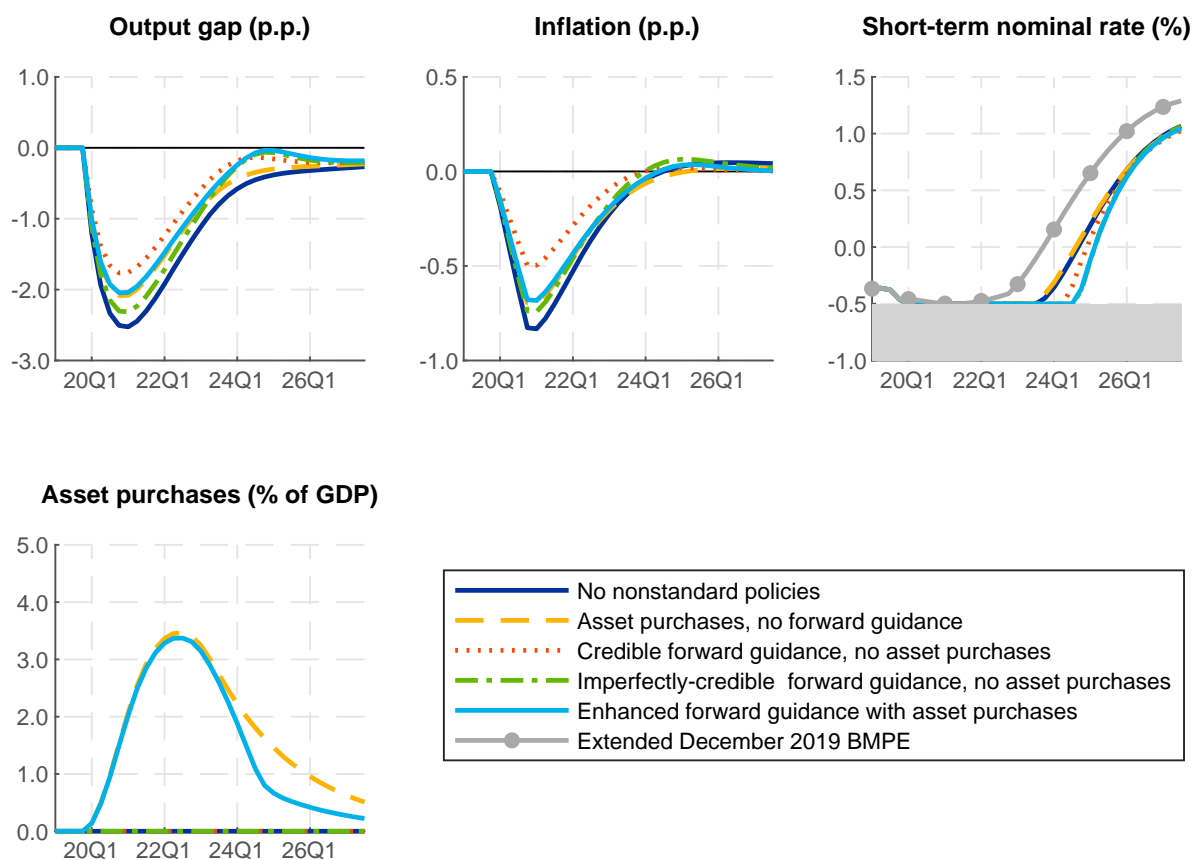 Output gap (p.p.)
1.0
0.0
-1.0
-2.0
-3.0
20Q1 22Q1 24Q1 26Q1
Inflation (p.p.)
0.5
0.0
-0.5
-1.0
20Q1 22Q1 24Q1 26Q1
Short-term nominal rate (%)
1.5
1.0
0.5
0.0
-0.5
-1.0
20Q1 22Q1 24Q1 26Q1
Asset purchases (% of GDP)
5.0
4.0
3.0
2.0
1.0
0.0
20Q1 22Q1 24Q1 26Q1
No nonstandard policies
Asset purchases, no forward guidance
Credible forward guidance, no asset purchases
Imperfectly-credible forward guidance, no asset purchases
Enhanced forward guidance with asset purchases
Extended December 2019 BMPE